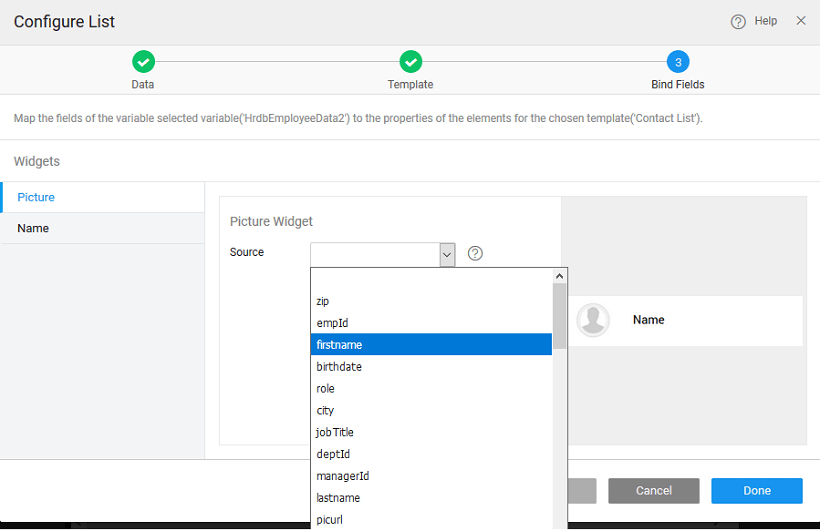 Configure List
Help
Data
Template
3
Bind Fields
Map the fields of the variable selected variable('HrdbEmployeeData2') to the properties of the elements for the chosen template('Contact List').
Widgets
Picture
Name
Picture Widget
Source
zip
empId
firstname
birthdate
role
city
jobTitle
deptId
managerId
lastname
picurl
Name
Cancel
Done